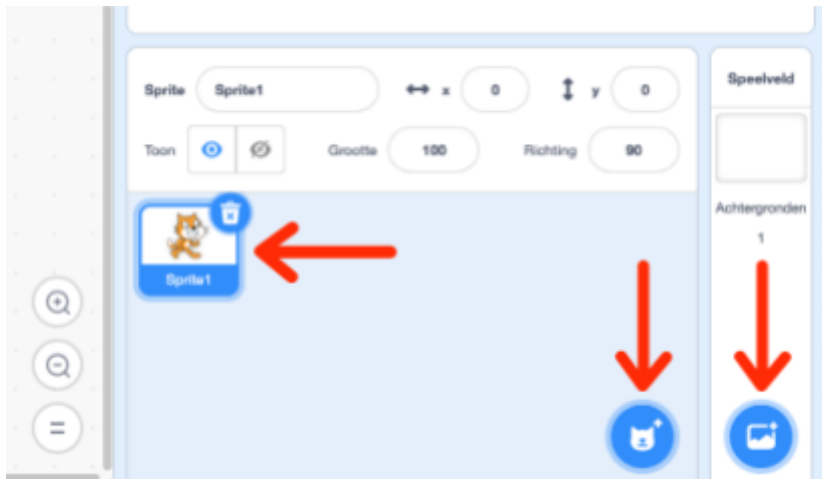 Sprite Sprite1 x 0 y 0
Toon Grootte 100 Richting 90
Sprite1
Speelveld
Achtergronden
1